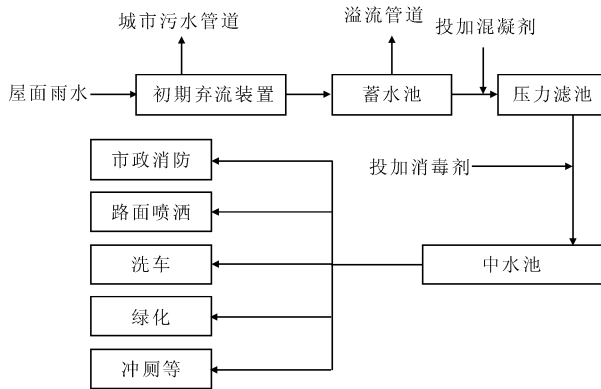 城市污水管道
溢流管道
投加混凝剂
屋面雨水
初期弃流装置
蓄水池
压力滤池
市政消防
投加消毒剂
路面喷洒
洗车
中水池
绿化
冲厕等